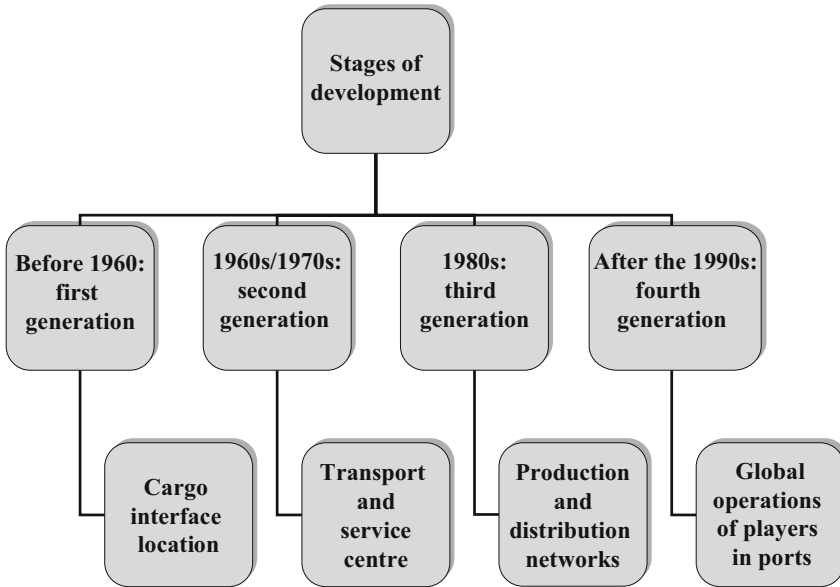 Stages of
development
Before 1960:
first
generation
1960s/1970s:
second
generation
1980s:
third
generation
After the 1990s:
fourth
generation
Cargo
interface
location
Transport
and
service
centre
Production
and
distribution
networks
Global
operations
of players
in ports